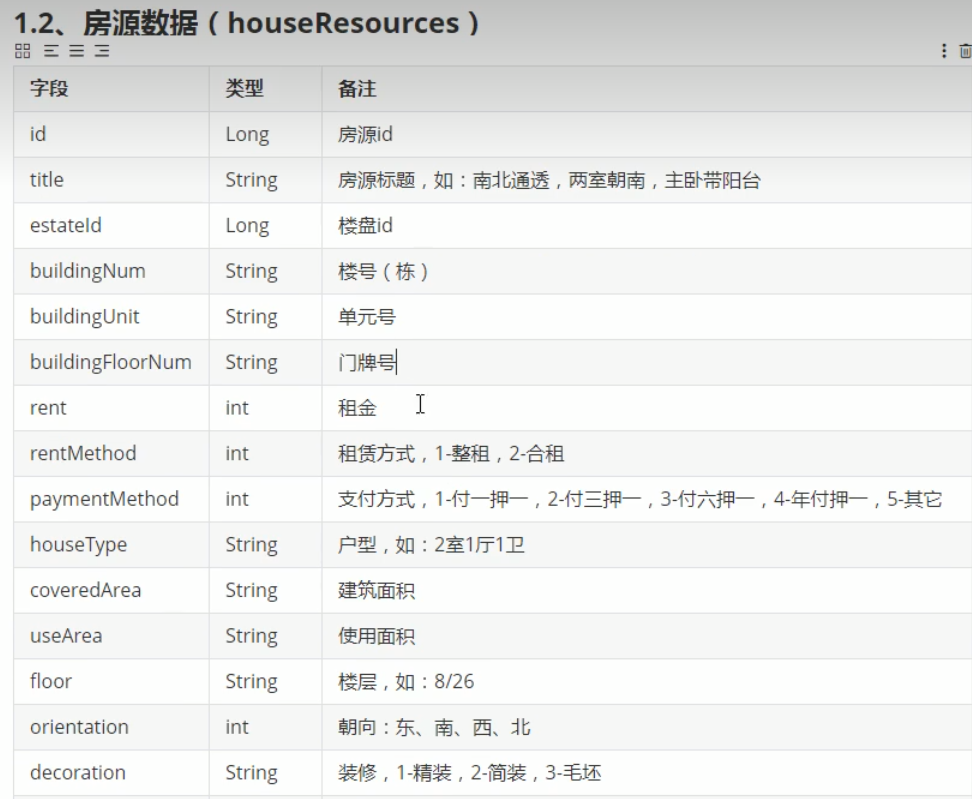 1.2、房源数据（houseResources）
字段 类型 备注
id Long 房源id
title String 房源标题，如：南北通透，两室朝南，主卧带阳台
estateId Long 楼盘id
buildingNum String 楼号（栋）
buildingUnit String 单元号
buildingFloorNum String 门牌号
rent int 租金
rentMethod int 租赁方式，1-整租，2-合租
paymentMethod int 支付方式，1-付一押一，2-付三押一，3-付六押一，4-年付押一，5-其它
houseType String 户型，如：2室1厅1卫
coveredArea String 建筑面积
useArea String 使用面积
floor String 楼层，如：8/26
orientation int 朝向：东、南、西、北
decoration String 装修，1-精装，2-简装，3-毛坯